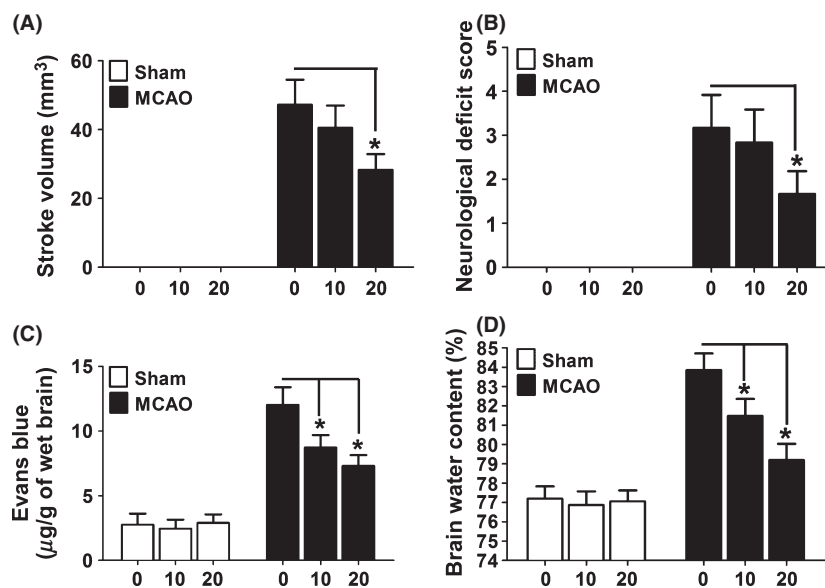 (A)
Stroke volume (mm³)
60
40
20
0
Sham
MCAO
*
0 10 20 0 10 20
(B)
Neurological deficit score
5
4
3
2
1
0
Sham
MCAO
*
0 10 20 0 10 20
(C)
Evans blue
(μg/g of wet brain)
15
10
5
0
Sham
MCAO
* *
0 10 20 0 10 20
(D)
Brain water content (%)
85
84
83
82
81
80
79
78
77
76
75
74
Sham
MCAO
*
*
0 10 20 0 10 20